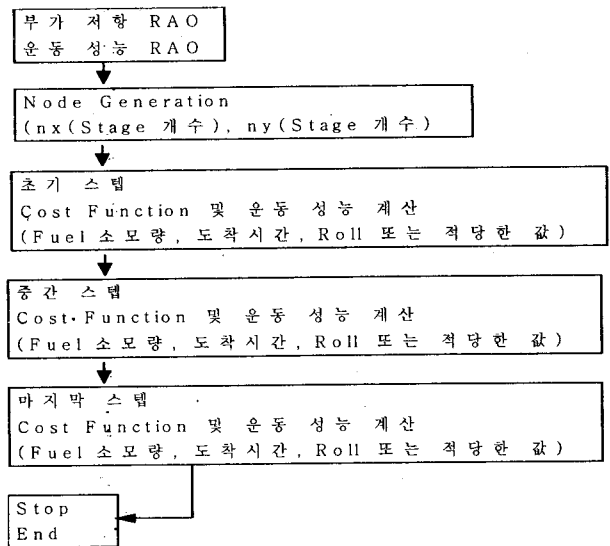 부가 저항 RAO
운동 성능 RAO
Node Generation
(nx(Stage 개수), ny(Stage 개수)
초기 스텝
Cost Function 및 운동 성능 계산
(Fuel 소모량, 도착시간, Roll 또는 적당한 값)
중간 스텝
Cost Function 및 운동 성능 계산
(Fuel 소모량, 도착시간, Roll 또는 적당한 값)
마지막 스텝
Cost Function 및 운동 성능 계산
(Fuel 소모량, 도착시간, Roll 또는 적당한 값)
Stop
End